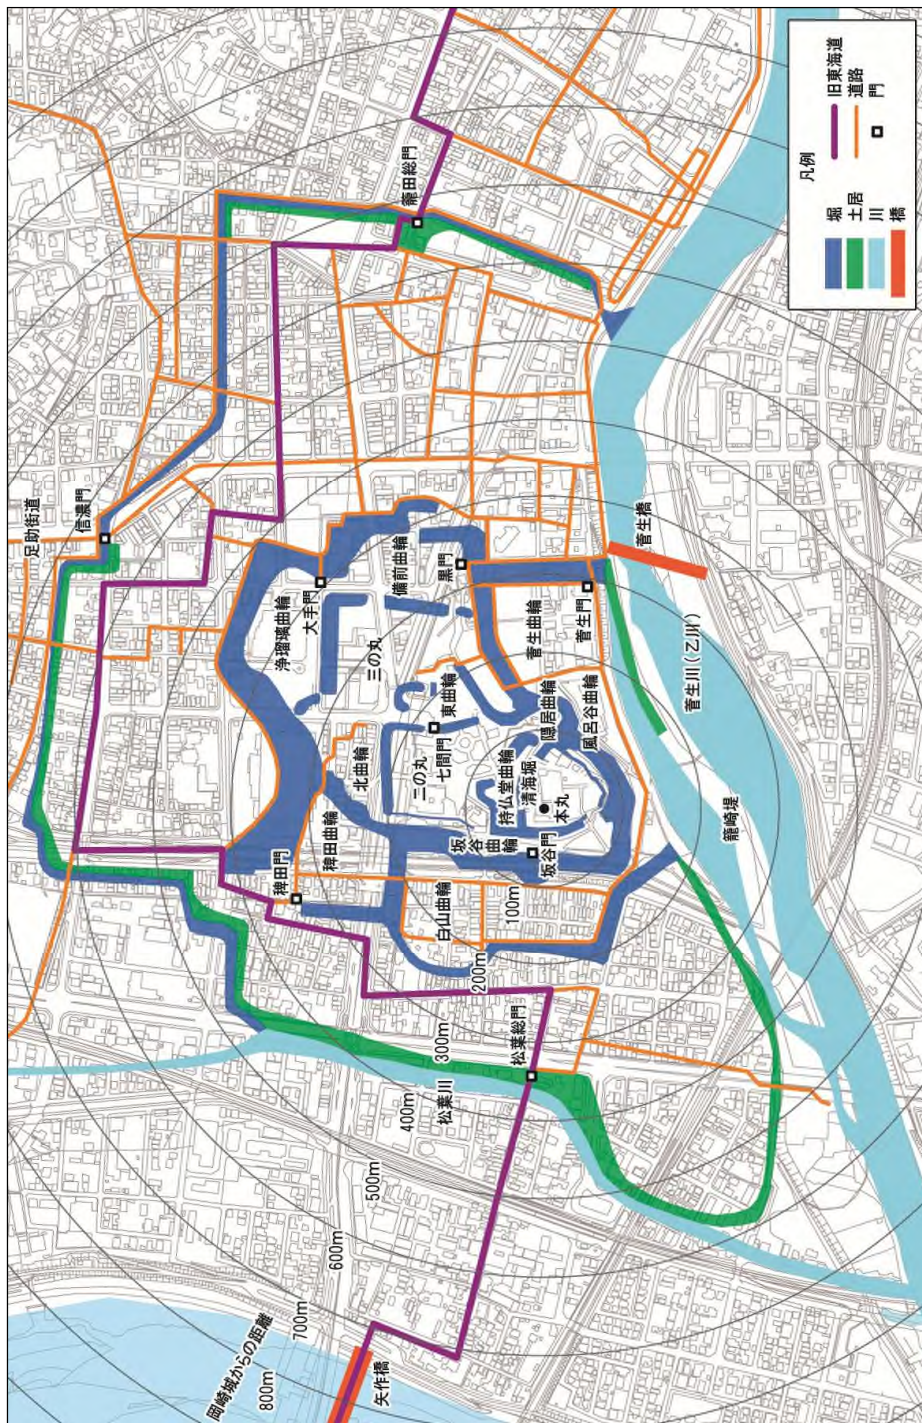 凡例
堀
土居
川
橋
旧東海道
道路
門
足助街道
信濃門
籠田総門
浄瑠璃曲輪
大手門
備前曲輪
黒門
三の丸
菅生曲輪
菅生門
菅生橋
菅生川(乙川)
北曲輪
二の丸
七間門
東曲輪
隠居曲輪
風呂谷曲輪
持仏堂曲輪
清海堀
本丸
坂谷曲輪
坂谷門
稗田門
稗田曲輪
白山曲輪
籠崎堤
松葉総門
松葉川
矢作橋
岡崎城からの距離
100m
200m
300m
400m
500m
600m
700m
800m